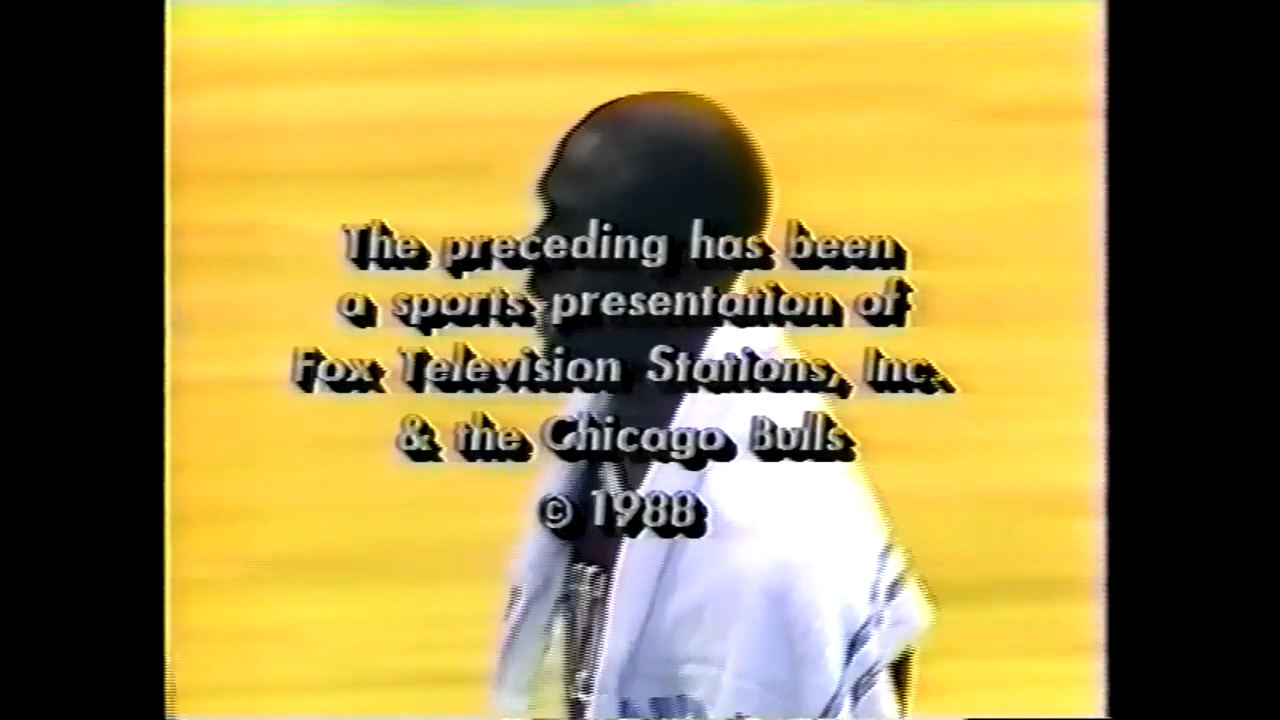 The preceding has been
a sports presentation of
Fox Television Stations, Inc.
& the Chicago Bulls
© 1988